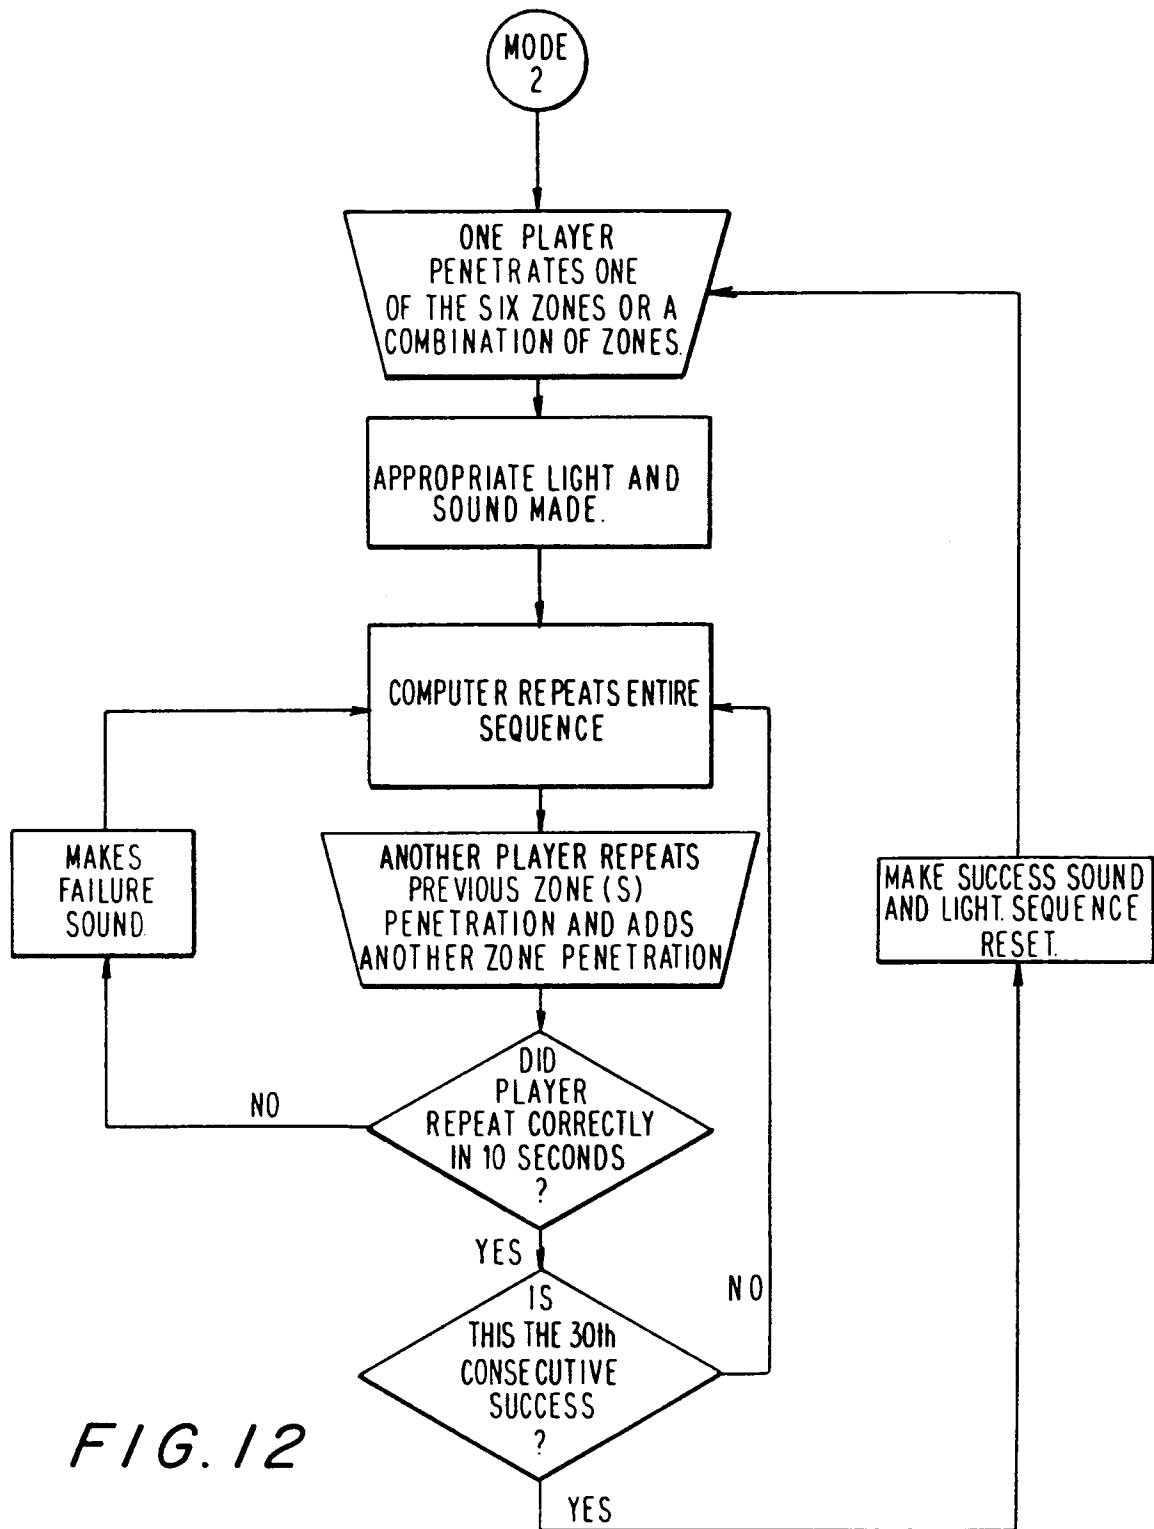 MODE
2
ONE PLAYER
PENETRATES ONE
OF THE SIX ZONES OR A
COMBINATION OF ZONES.
APPROPRIATE LIGHT AND
SOUND MADE.
COMPUTER REPEATS ENTIRE
SEQUENCE
MAKES
FAILURE
SOUND.
ANOTHER PLAYER REPEATS
PREVIOUS ZONE(S)
PENETRATION AND ADDS
ANOTHER ZONE PENETRATION
MAKE SUCCESS SOUND
AND LIGHT. SEQUENCE
RESET.
DID
PLAYER
REPEAT CORRECTLY
IN 10 SECONDS
?
NO
YES
IS
THIS THE 30th
CONSECUTIVE
SUCCESS
?
NO
YES
FIG. 12